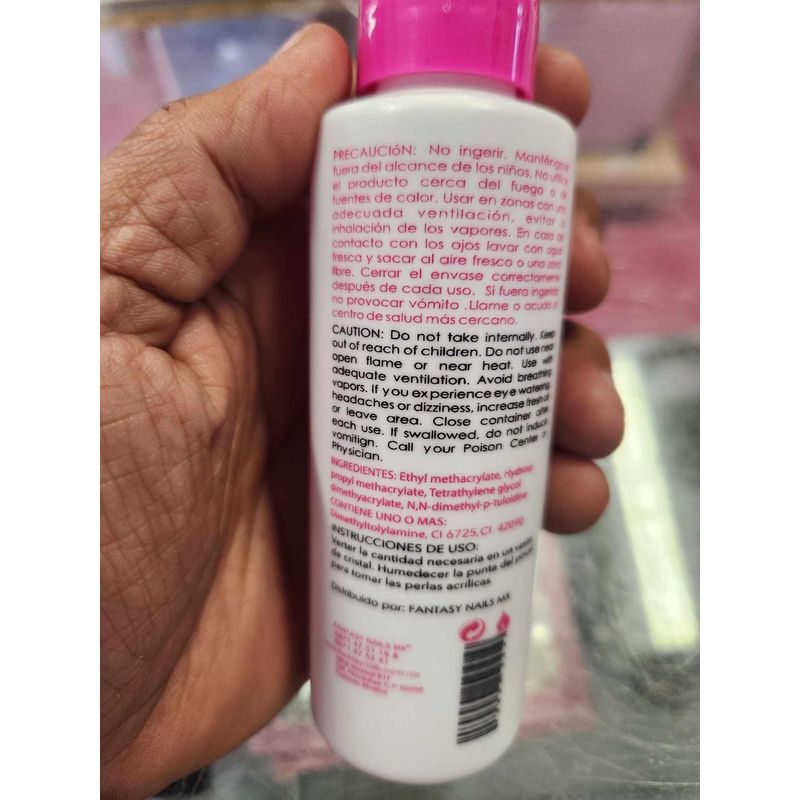 PRECAUCIóN: No ingerir. Manténgase
fuera del alcance de los niños. No utilice
el producto cerca del fuego o de
fuentes de calor. Usar en zonas con una
adecuada ventilación, evitar la
inhalación de los vapores. En caso de
contacto con los ojos lavar con agua
fresca y sacar al aire fresco o una zona
libre. Cerrar el envase correctamente
después de cada uso. Si fuera ingerido
no provocar vómito .Llame o acuda al
centro de salud más cercano.
CAUTION: Do not take internally. Keep
out of reach of children. Do not use near
open flame or near heat. Use with
adequate ventilation. Avoid breathing
vapors. If you experience eye watering,
headaches or dizziness, increase fresh air
or leave area. Close container after
each use. If swallowed, do not induce
vomitign. Call your Poison Center or
Physician.
INGREDIENTES: Ethyl methacrylate, Hydroxy
propyl methacrylate, Tetrathylene glycol
dimethyacrylate, N,N-dimethyl-p-tuloidine
CONTIENE UNO O MAS:
Dimethyltolylamine, CI 6725,CI 42090
INSTRUCCIONES DE USO:
Verter la cantidad necesaria en un vasito
de cristal. Humedecer la punta del pincel
para tomar las perlas acrílicas.
Distribuido por: FANTASY NAILS MX
FANTASY NAILS MX